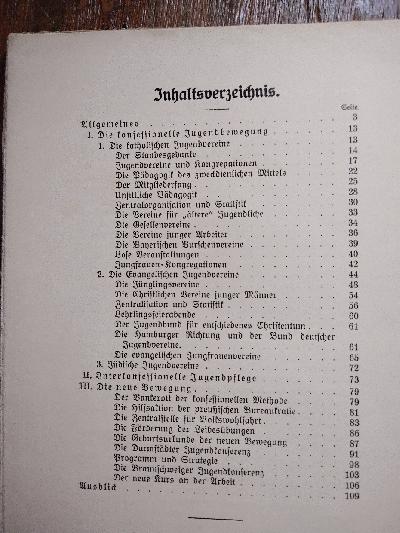 Inhaltsverzeichnis.
Seite
Allgemeines 3
I. Die konfessionelle Jugendbewegung 13
1. Die katholischen Jugendvereine 13
Der Standesgedanke 14
Jugendvereine und Kongregationen 17
Die Pädagogik des zweckdienlichen Mittels 22
Der Mitgliederfang 25
Unsittliche Pädagogik 28
Zentralorganisation und Statistik 30
Die Vereine für „ältere" Jugendliche 33
Die Gesellenvereine 34
Die Vereine junger Arbeiter 36
Die Bayerischen Burschenvereine 39
Lose Veranstaltungen 40
Jungfrauen-Kongregationen 42
2. Die Evangelischen Jugendvereine 44
Die Jünglingsvereine 48
Die Christlichen Vereine junger Männer 54
Zentralisation und Statistik 56
Lehrlingsfeierabende 60
Der Jugendbund für entschiedenes Christentum 61
Die Hamburger Richtung und der Bund deutscher
Jugendvereine 61
Die evangelischen Jungfrauenvereine 65
3. Jüdische Jugendvereine 72
II. Interkonfessionelle Jugendpflege 73
III. Die neue Bewegung 79
Der Bankerott der konfessionellen Methode 79
Die Hilfsaktion der preußischen Bureaukratie 81
Die Zentralstelle für Volkswohlfahrt 83
Die Förderung der Leibesübungen 86
Die Geburtsurkunde der neuen Bewegung 87
Die Darmstädter Jugendkonferenz 91
Programm und Strategie 98
Die Braunschweiger Jugendkonferenz 103
Der neue Kurs an der Arbeit 106
Ausblick 109